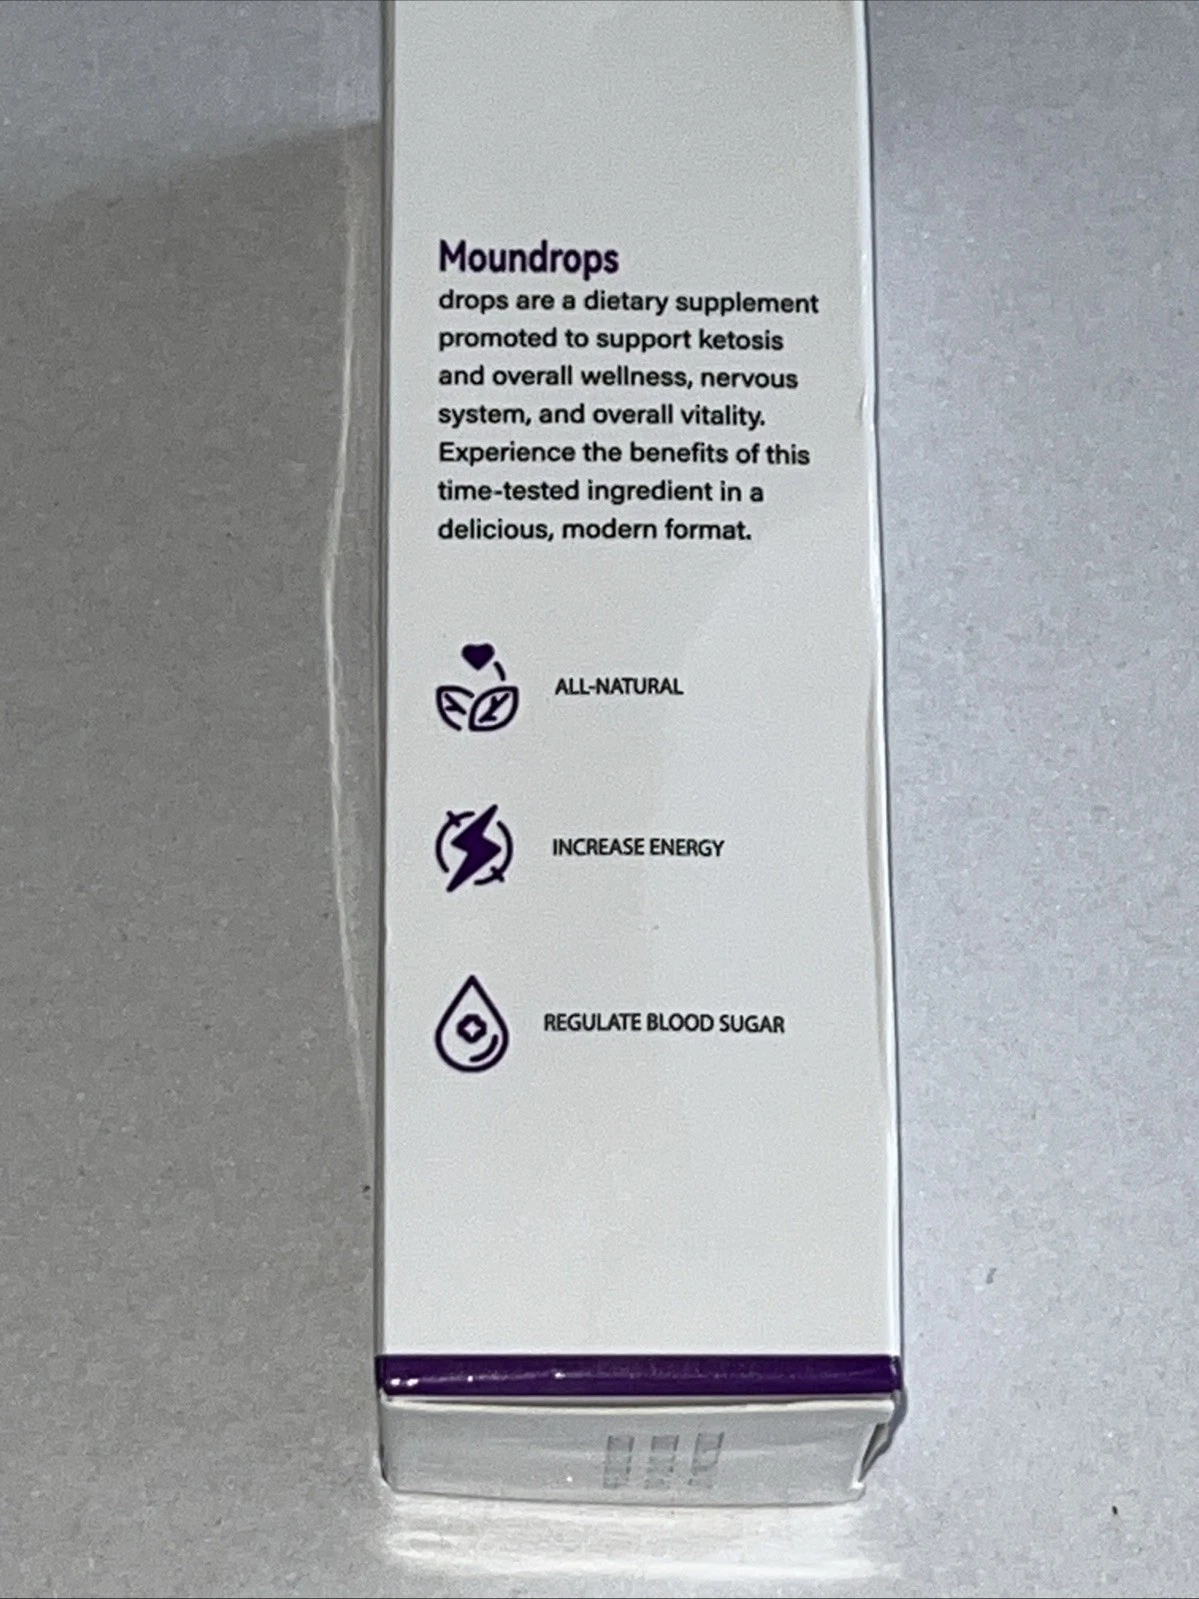 Moundrops
drops are a dietary supplement
promoted to support ketosis
and overall wellness, nervous
system, and overall vitality.
Experience the benefits of this
time-tested ingredient in a
delicious, modern format.
ALL-NATURAL
INCREASE ENERGY
REGULATE BLOOD SUGAR